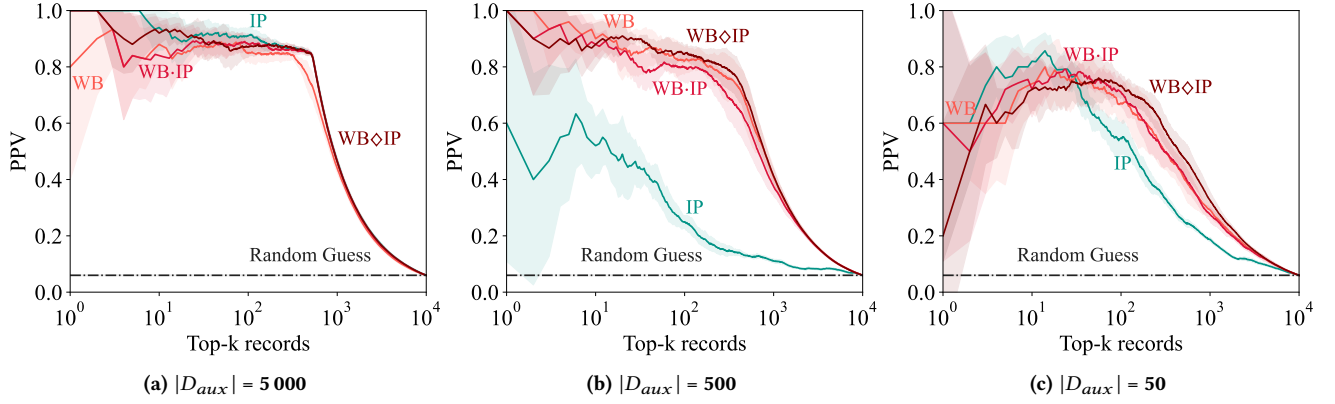 1.0
0.8
0.6
0.4
0.2
0.0
PPV
IP
WB
WB·IP
WB◊IP
Random Guess
10^0 10^1 10^2 10^3 10^4
Top-k records
(a) |D_aux| = 5 000
1.0
0.8
0.6
0.4
0.2
0.0
PPV
WB
WB◊IP
WB·IP
IP
Random Guess
10^0 10^1 10^2 10^3 10^4
Top-k records
(b) |D_aux| = 500
1.0
0.8
0.6
0.4
0.2
0.0
PPV
WB·IP
WB◊IP
WB
IP
Random Guess
10^0 10^1 10^2 10^3 10^4
Top-k records
(c) |D_aux| = 50